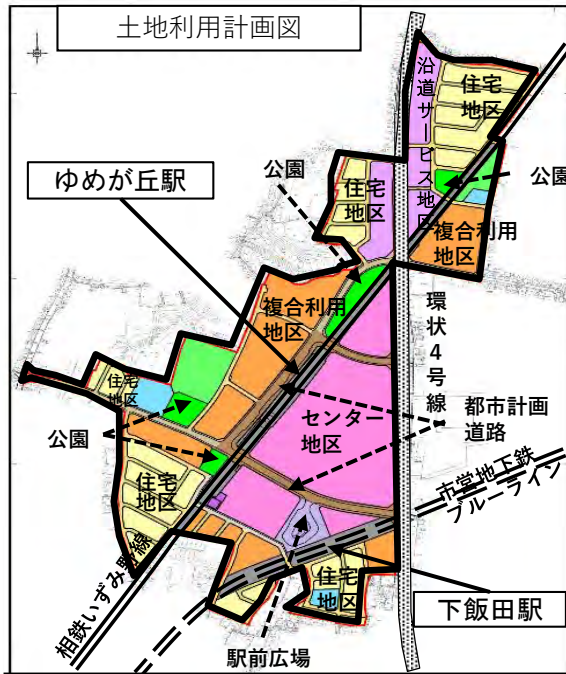 土地利用計画図
沿道サービス地区
住宅
地区
公園
公園
ゆめが丘駅
住宅
地区
複合利用
地区
複合利用
地区
環状４号線
住宅
地区
センター
地区
都市計画
道路
公園
住宅
地区
市営地下鉄
ブルーライン
相鉄いずみ野線
住宅
地区
下飯田駅
駅前広場